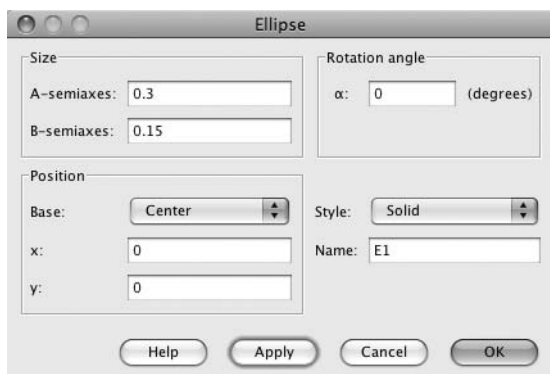 Ellipse
Size
A-semiaxes: 0.3
B-semiaxes: 0.15
Rotation angle
α: 0 (degrees)
Position
Base: Center
x: 0
y: 0
Style: Solid
Name: E1
Help Apply Cancel OK